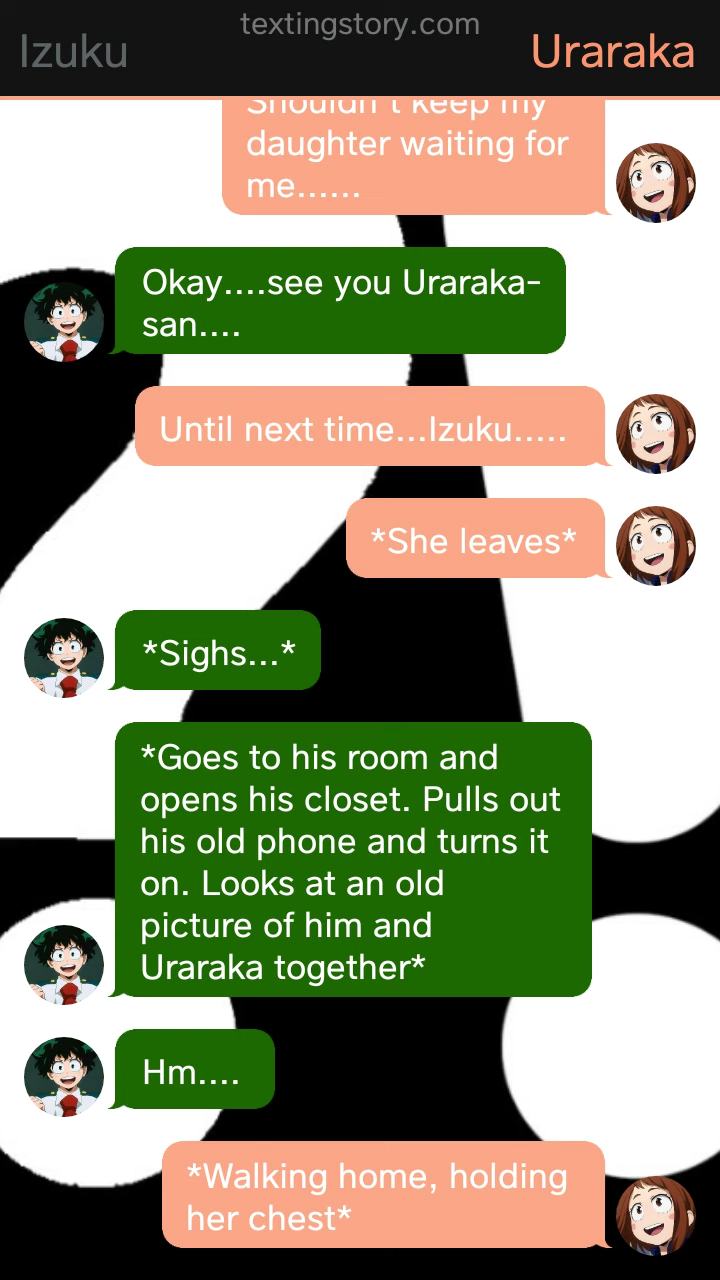 textingstory.com
Izuku
Uraraka
Shouldn't keep my
daughter waiting for
me......
Okay....see you Uraraka-
san....
Until next time...Izuku.....
*She leaves*
*Sighs...*
*Goes to his room and
opens his closet. Pulls out
his old phone and turns it
on. Looks at an old
picture of him and
Uraraka together*
Hm....
*Walking home, holding
her chest*